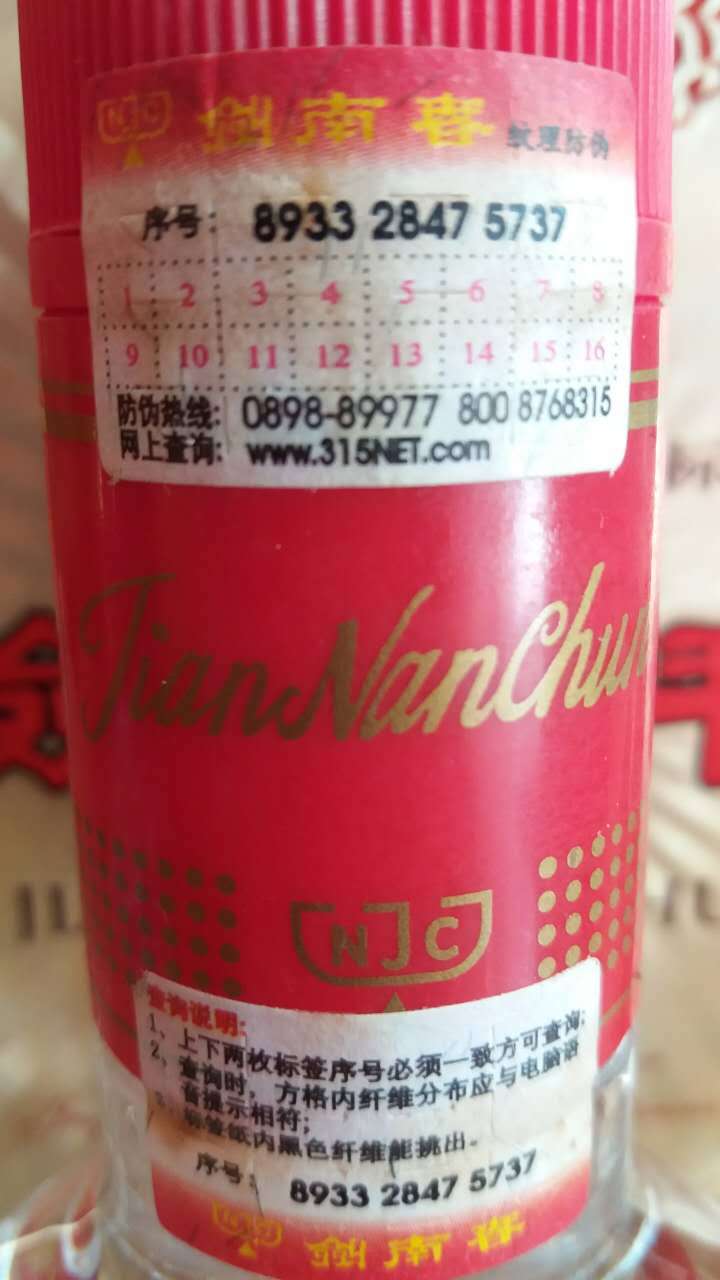 NJC 剑南春 纹理防伪
序号: 8933 2847 5737
1 2 3 4 5 6 7 8
9 10 11 12 13 14 15 16
防伪热线: 0898-89977 800 8768315
网上查询: www.315NET.com
JianNanChun
NJC
查询说明:
1、上下两枚标签序号必须一致方可查询;
2、查询时,方格内纤维分布应与电脑语
音提示相符;
3、标签纸内黑色纤维能挑出。
序号: 8933 2847 5737
NJC 剑南春